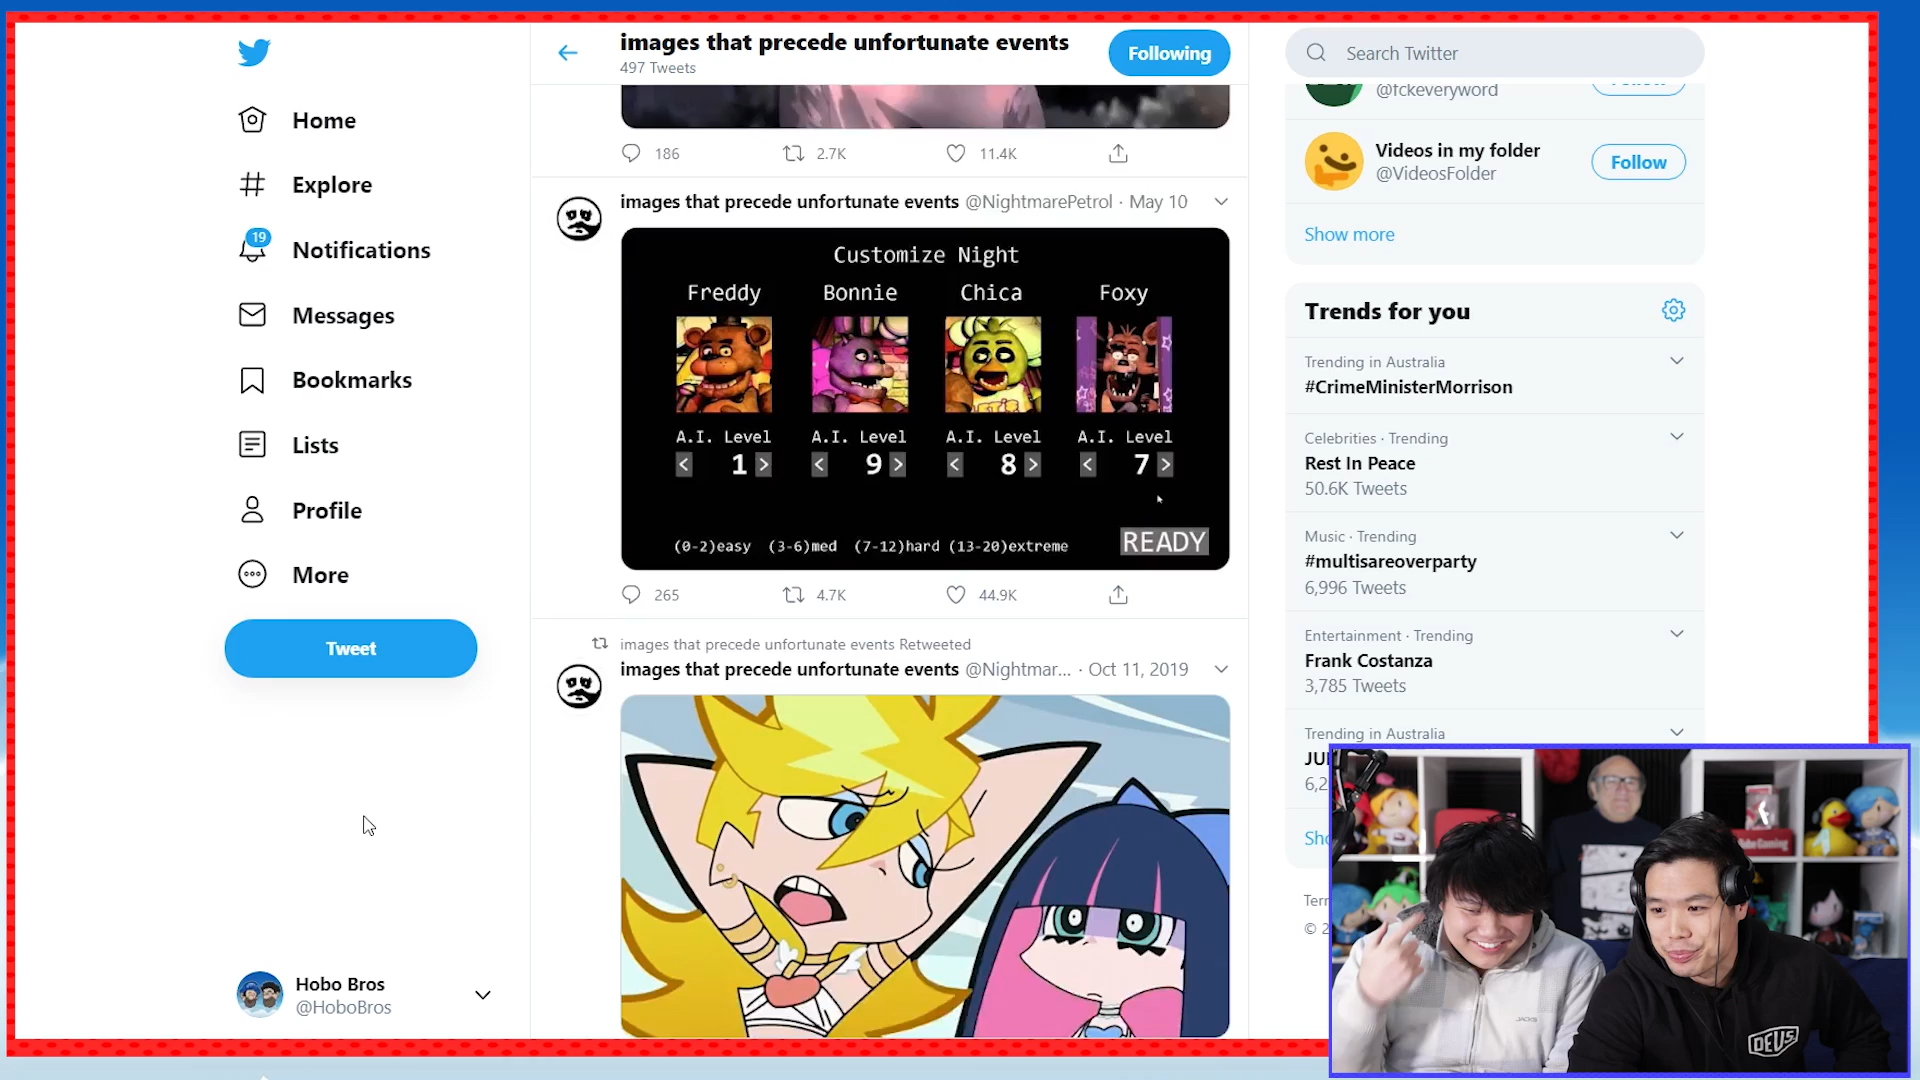 Home
Explore
19
Notifications
Messages
Bookmarks
Lists
Profile
More
Tweet
Hobo Bros
@HoboBros
images that precede unfortunate events
497 Tweets
Following
186
2.7K
11.4K
images that precede unfortunate events @NightmarePetrol · May 10
Customize Night
Freddy Bonnie Chica Foxy
A.I. Level A.I. Level A.I. Level A.I. Level
< 1 > < 9 > < 8 > < 7 >
(0-2)easy (3-6)med (7-12)hard (13-20)extreme
READY
265
4.7K
44.9K
images that precede unfortunate events Retweeted
images that precede unfortunate events @Nightmar... · Oct 11, 2019
Search Twitter
@fckeveryword
Videos in my folder
@VideosFolder
Follow
Show more
Trends for you
Trending in Australia
#CrimeMinisterMorrison
Celebrities · Trending
Rest In Peace
50.6K Tweets
Music · Trending
#multisareoverparty
6,996 Tweets
Entertainment · Trending
Frank Costanza
3,785 Tweets
Trending in Australia
DEUS